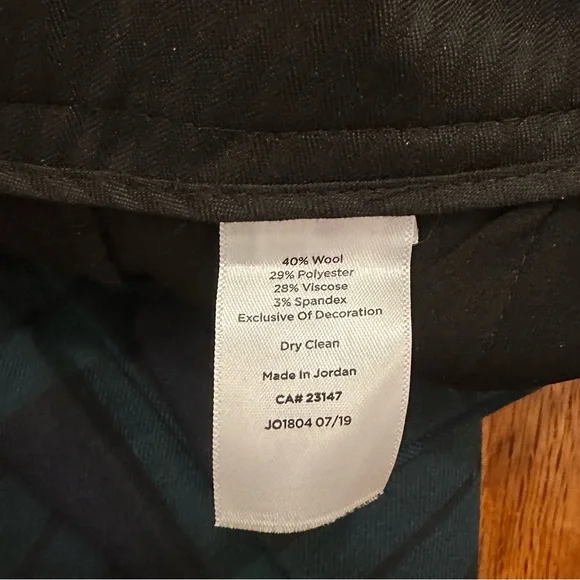 40% Wool
29% Polyester
28% Viscose
3% Spandex
Exclusive Of Decoration
Dry Clean
Made In Jordan
CA# 23147
JO1804 07/19